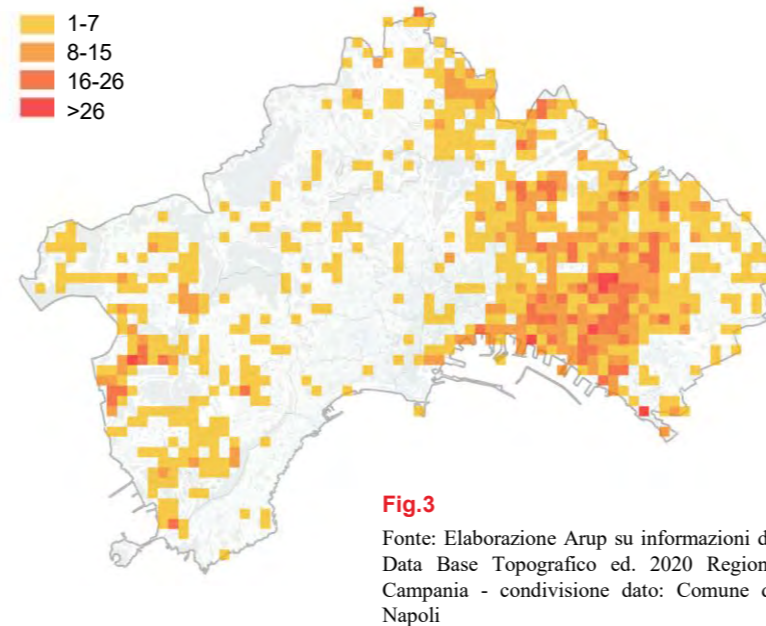 1-7
8-15
16-26
>26
Fig.3
Fonte: Elaborazione Arup su informazioni d
Data Base Topografico ed. 2020 Region
Campania - condivisione dato: Comune d
Napoli